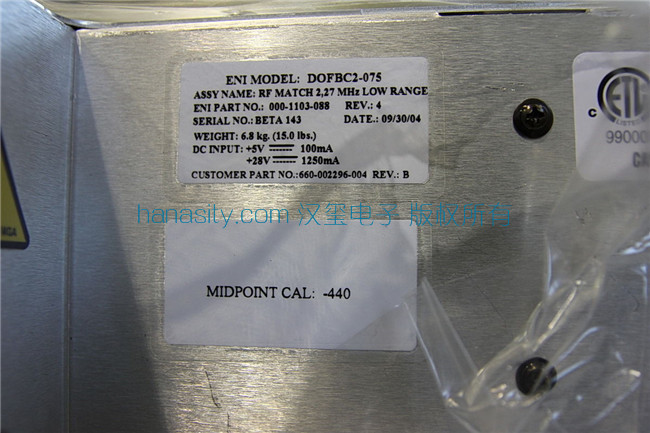 ENI MODEL: DOFBC2-075
ASSY NAME: RF MATCH 2,27 MHz LOW RANGE
ENI PART NO.: 000-1103-088 REV.: 4
SERIAL NO.: BETA 143 DATE.: 09/30/04
WEIGHT: 6.8 kg. (15.0 lbs.)
DC INPUT: +5V 100mA
+28V 1250mA
CUSTOMER PART NO.:660-002296-004 REV.: B
C ETL
LISTED
hanasity.com 汉玺电子 版权所有
MIDPOINT CAL: -440